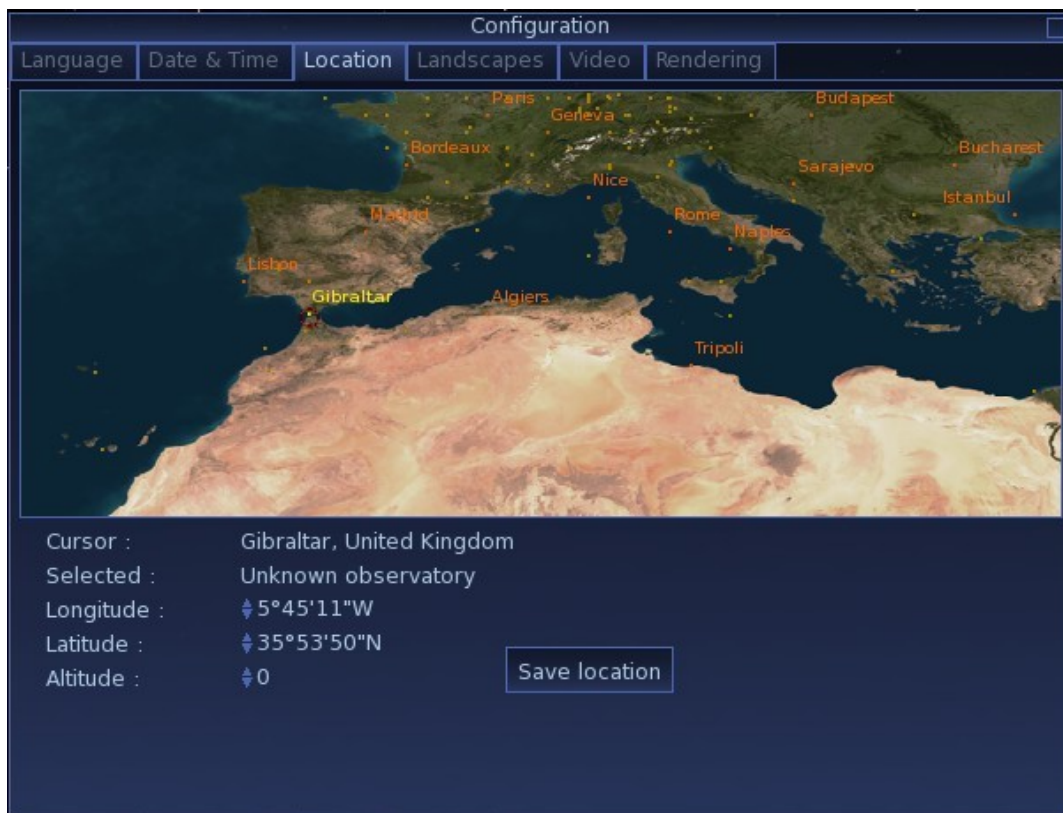 Configuration
Language Date & Time Location Landscapes Video Rendering
Paris Budapest
Geneva
Bordeaux Bucharest
Sarajevo
Nice
Istanbul
Madrid Rome
Naples
Lisbon
Gibraltar Algiers
Tripoli
Cursor : Gibraltar, United Kingdom
Selected : Unknown observatory
Longitude : 5°45'11"W
Latitude : 35°53'50"N
Altitude : 0
Save location